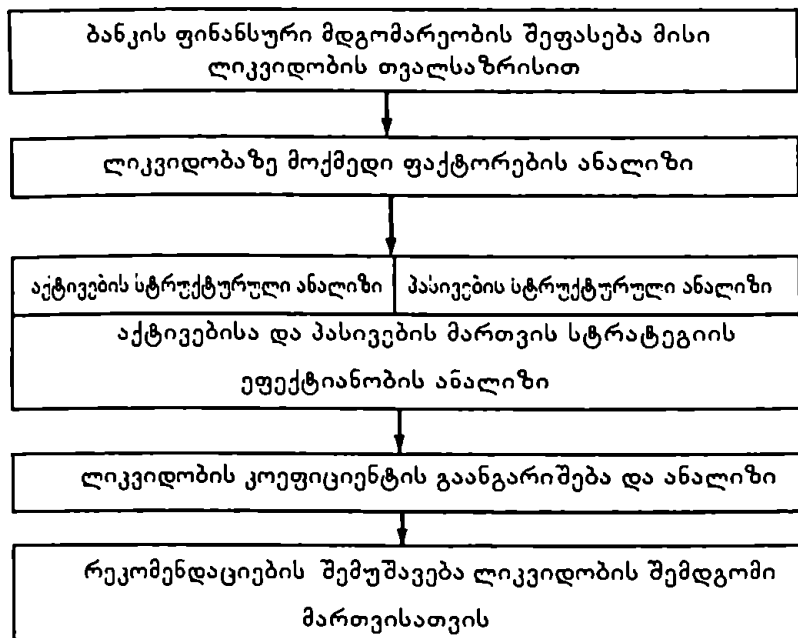 ბანკის ფინანსური მდგომარეობის შეფასება მისი
ლიკვიდობის თვალსაზრისით
ლიკვიდობაზე მოქმედი ფაქტორების ანალიზი
აქტივების სტრუქტურული ანალიზი
პასივების სტრუქტურული ანალიზი
აქტივებისა და პასივების მართვის სტრატეგიის
ეფექტიანობის ანალიზი
ლიკვიდობის კოეფიციენტის გაანგარიშება და ანალიზი
რეკომენდაციების შემუშავება ლიკვიდობის შემდგომი
მართვისათვის